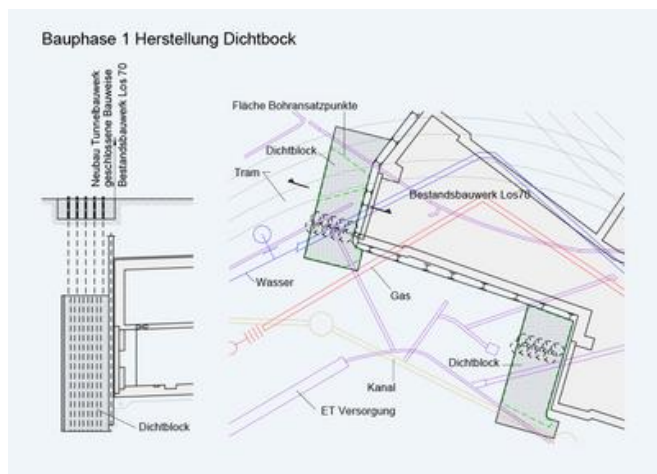 Bauphase 1 Herstellung Dichtbock
Neubau Tunnelbauwerk
geschlossene Bauweise
Bestandsbauwerk Los 70
Dichtblock
Fläche Bohransatzpunkte
Dichtblock
Tram
Bestandsbauwerk Los70
Wasser
Gas
Dichtblock
Kanal
ET Versorgung